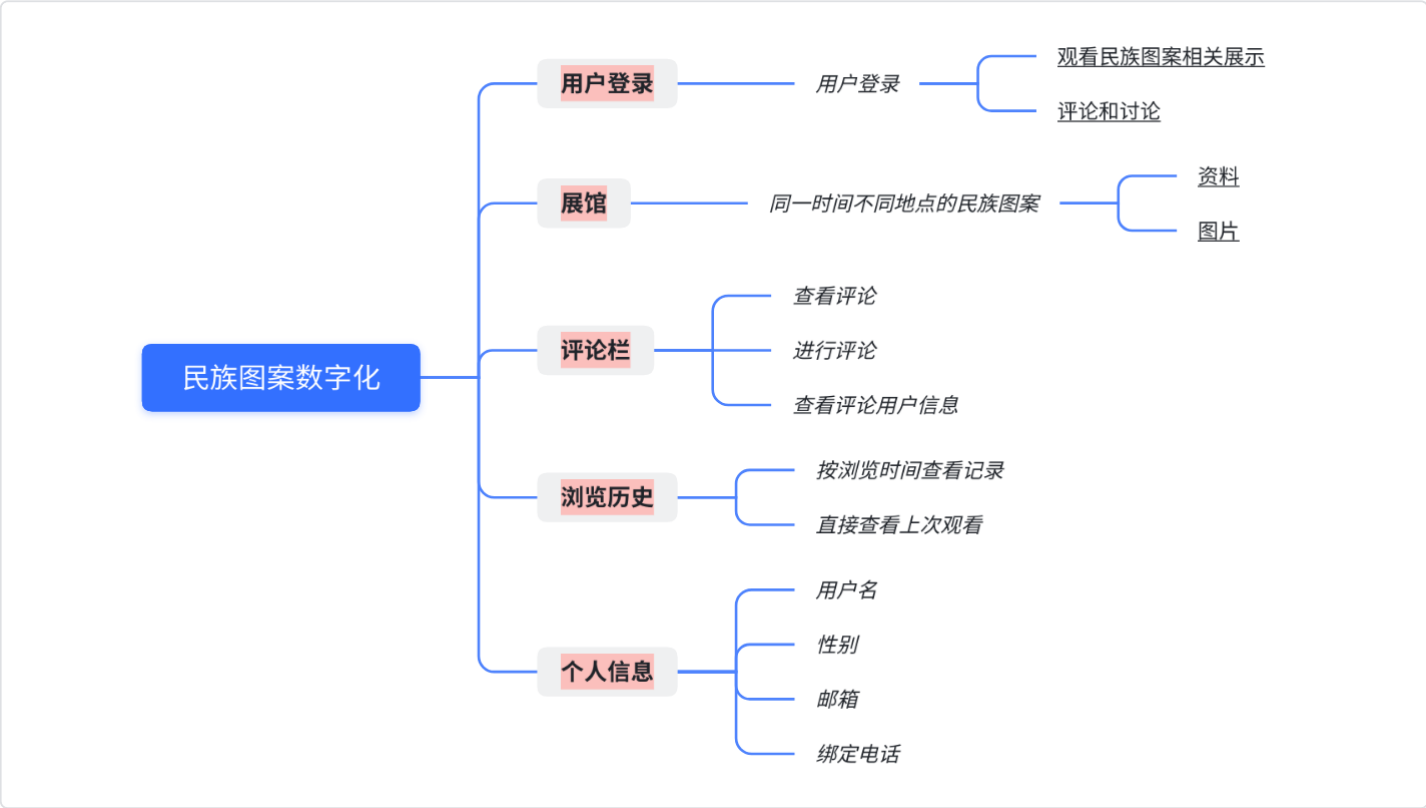 民族图案数字化
用户登录
用户登录
观看民族图案相关展示
评论和讨论
展馆
同一时间不同地点的民族图案
资料
图片
评论栏
查看评论
进行评论
查看评论用户信息
浏览历史
按浏览时间查看记录
直接查看上次观看
个人信息
用户名
性别
邮箱
绑定电话